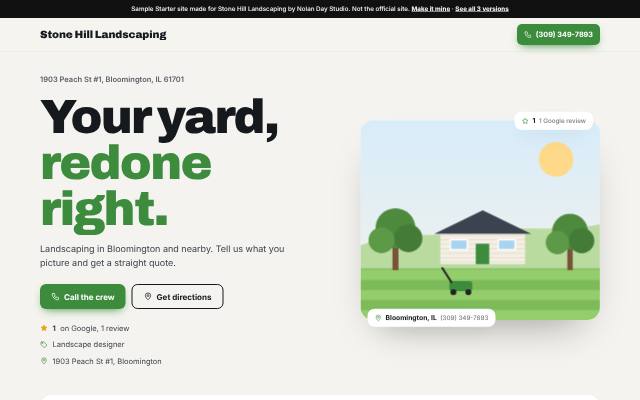 Sample Starter site made for Stone Hill Landscaping by Nolan Day Studio. Not the official site. Make it mine · See all 3 versions
Stone Hill Landscaping
(309) 349-7893
1903 Peach St #1, Bloomington, IL 61701
Your yard,
redone
right.
Landscaping in Bloomington and nearby. Tell us what you
picture and get a straight quote.
Call the crew
Get directions
1 on Google, 1 review
Landscape designer
1903 Peach St #1, Bloomington
1 1 Google review
Bloomington, IL (309) 349-7893